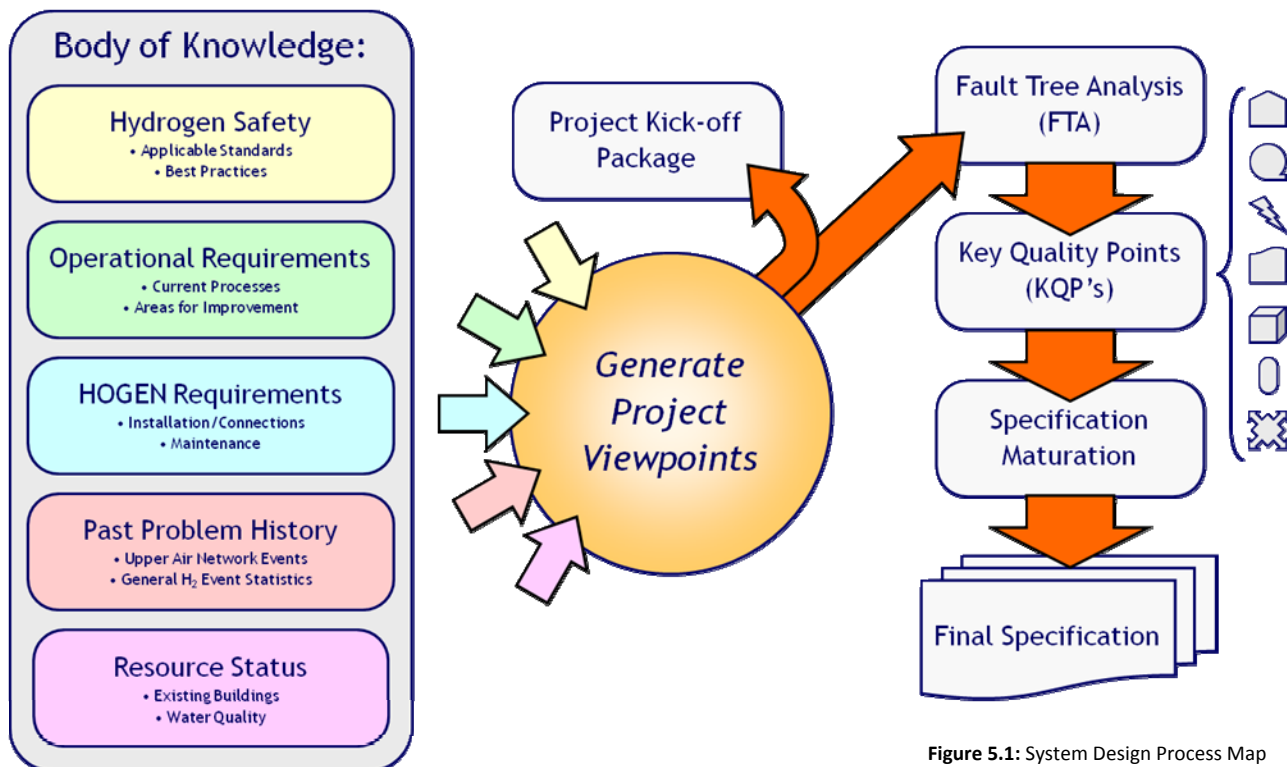 Body of Knowledge:
Hydrogen Safety
• Applicable Standards
• Best Practices
Operational Requirements
• Current Processes
• Areas for Improvement
HOGEN Requirements
• Installation/Connections
• Maintenance
Past Problem History
• Upper Air Network Events
• General H₂ Event Statistics
Resource Status
• Existing Buildings
• Water Quality
Project Kick-off
Package
Generate
Project
Viewpoints
Fault Tree Analysis
(FTA)
Key Quality Points
(KQP's)
Specification
Maturation
Final Specification
Figure 5.1: System Design Process Map